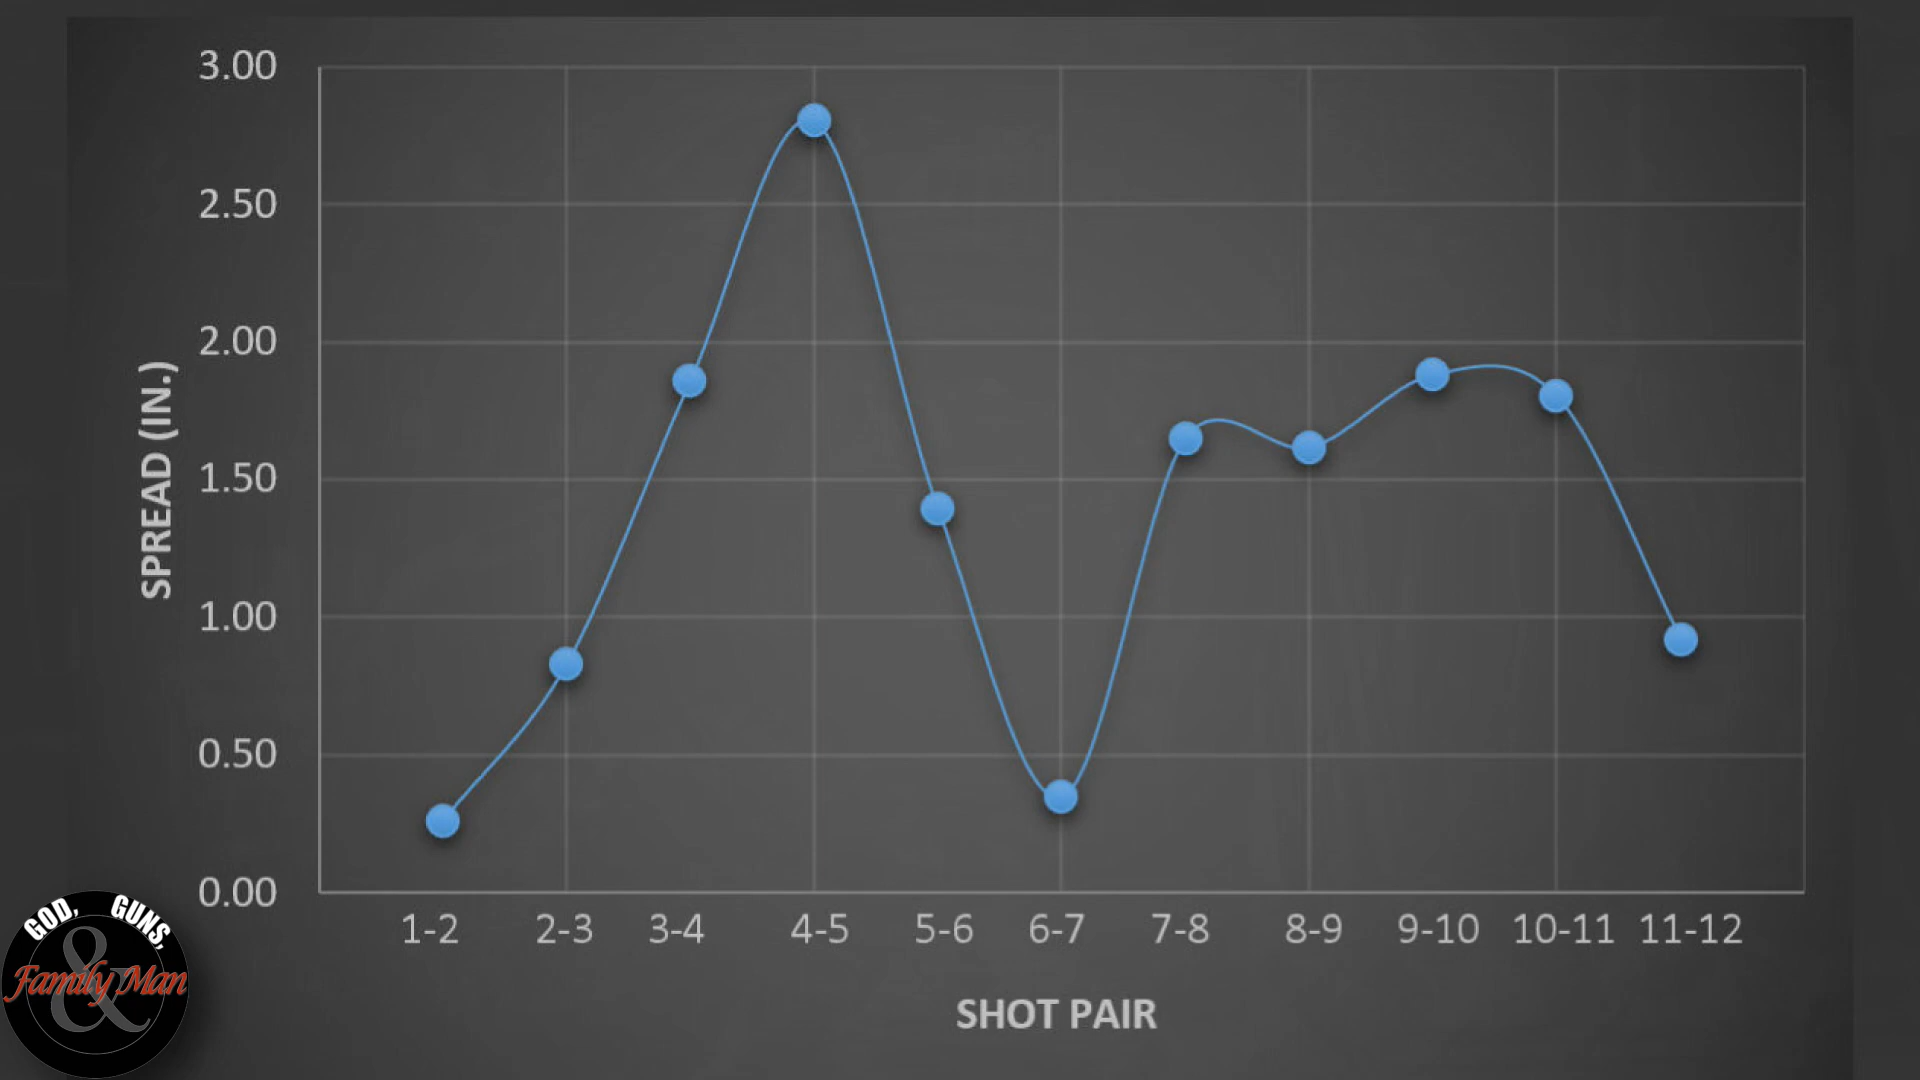 3.00
2.50
2.00
1.50
1.00
0.50
0.00
SPREAD (IN.)
1-2 2-3 3-4 4-5 5-6 6-7 7-8 8-9 9-10 10-11 11-12
SHOT PAIR
GOD, GUNS,
&
Family Man